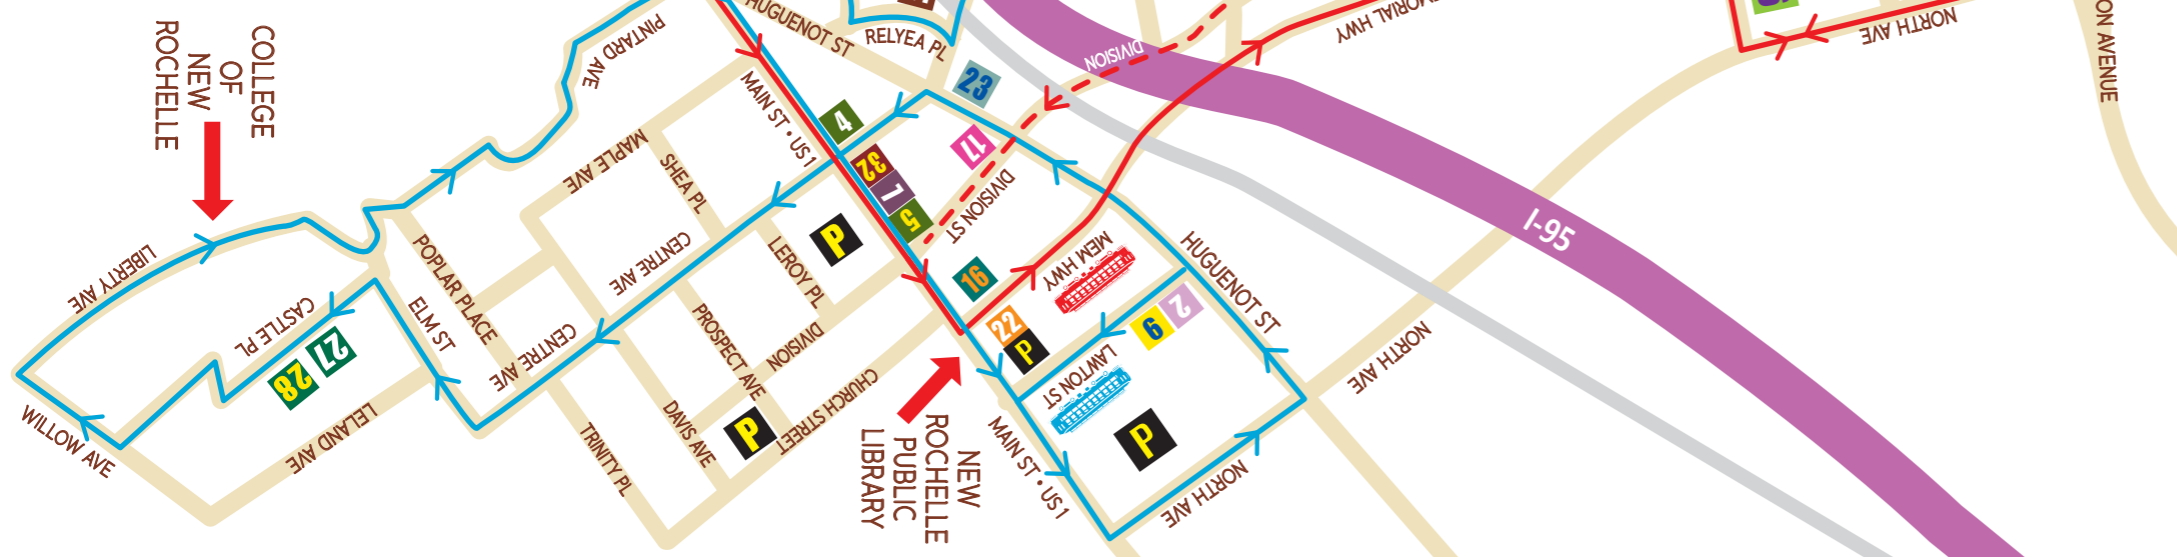 COLLEGE
OF
NEW
ROCHELLE
PINTARD AVE
HUGUENOT ST
RELYEA PL
DIVISION
NORTH AVE
MAIN ST • US 1
23
4
MAPLE AVE
SHEA PL
32
1
5
17
DIVISION ST
P
LIBERTY AVE
POPLAR PLACE
CENTRE AVE
LEROY PL
16
MEM HWY
HUGUENOT ST
I-95
CASTLE PL
ELM ST
CENTRE AVE
PROSPECT AVE
DIVISION
22
P
9
2
27
28
LAWTON ST
NORTH AVE
WILLOW AVE
LELAND AVE
TRINITY PL
DAVIS AVE
P
CHURCH STREET
NEW
ROCHELLE
PUBLIC
LIBRARY
MAIN ST • US 1
P
NORTH AVE